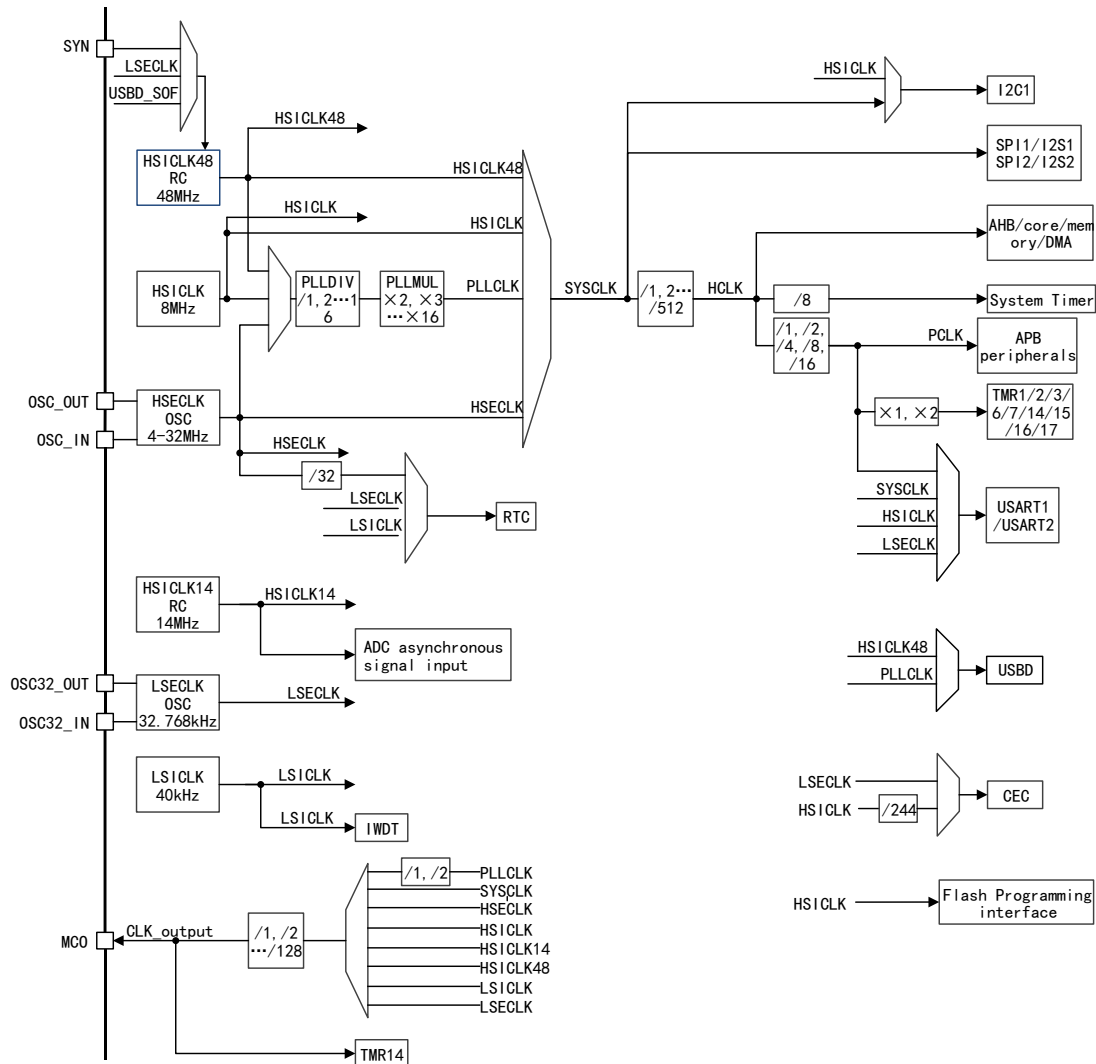 SYN
LSECLK
USBD_SOF
HSICLK48
RC
48MHz
HSICLK48
HSICLK48
HSICLK
HSICLK
HSICLK
8MHz
PLLDIV
/1, 2···1
6
PLLMUL
×2, ×3
···×16
PLLCLK
OSC_OUT
OSC_IN
HSECLK
OSC
4-32MHz
HSECLK
HSECLK
/32
LSECLK
LSICLK
RTC
SYSCLK
/1, 2···
/512
HCLK
HSICLK
I2C1
SPI1/I2S1
SPI2/I2S2
AHB/core/mem
ory/DMA
/8
System Timer
/1, /2,
/4, /8,
/16
PCLK
APB
peripherals
×1, ×2
TMR1/2/3/
6/7/14/15
/16/17
SYSCLK
HSICLK
LSECLK
USART1
/USART2
HSICLK14
RC
14MHz
HSICLK14
ADC asynchronous
signal input
HSICLK48
PLLCLK
USBD
OSC32_OUT
OSC32_IN
LSECLK
OSC
32.768kHz
LSECLK
LSICLK
40kHz
LSICLK
LSICLK
IWDT
LSECLK
HSICLK
/244
CEC
HSICLK
Flash Programming
interface
MCO
CLK_output
/1, /2
···/128
/1, /2
PLLCLK
SYSCLK
HSECLK
HSICLK
HSICLK14
HSICLK48
LSICLK
LSECLK
TMR14